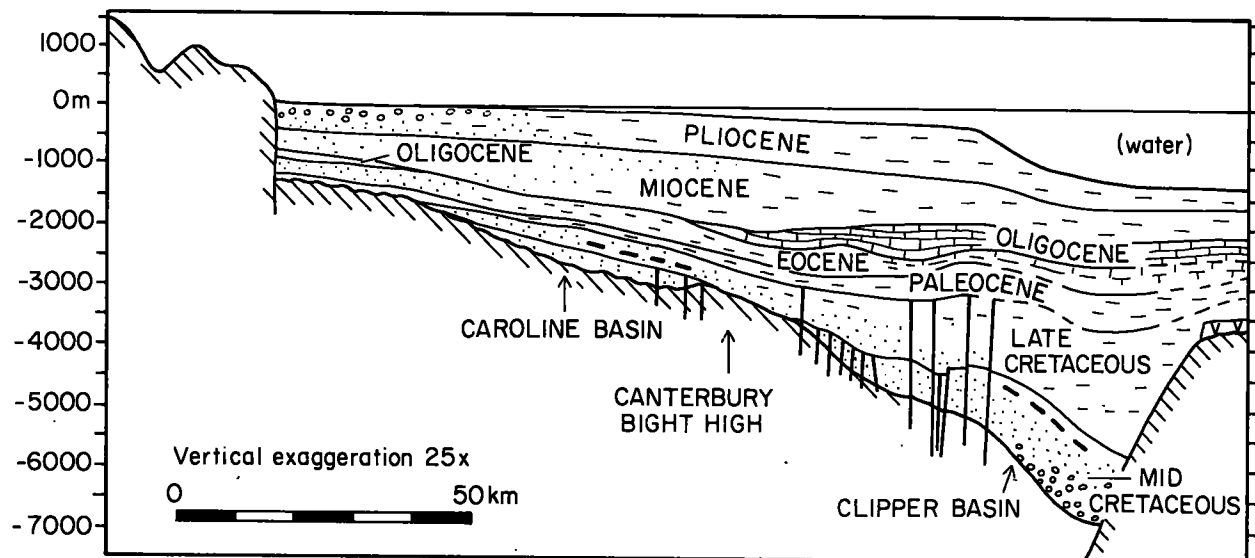 1000
0m
-1000
-2000
-3000
-4000
-5000
-6000
-7000
PLIOCENE
(water)
OLIGOCENE
MIOCENE
OLIGOCENE
EOCENE
PALEOCENE
CAROLINE BASIN
LATE
CRETACEOUS
CANTERBURY
BIGHT HIGH
Vertical exaggeration 25x
0 50km
CLIPPER BASIN
MID
CRETACEOUS